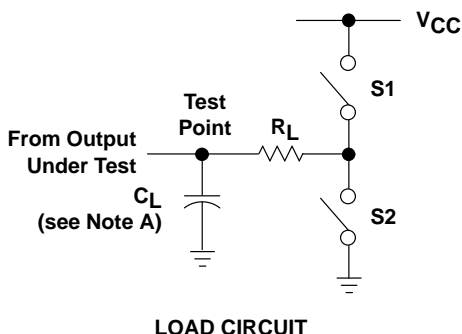 VCC
S1
Test
Point
RL
From Output
Under Test
CL
(see Note A)
S2
LOAD CIRCUIT